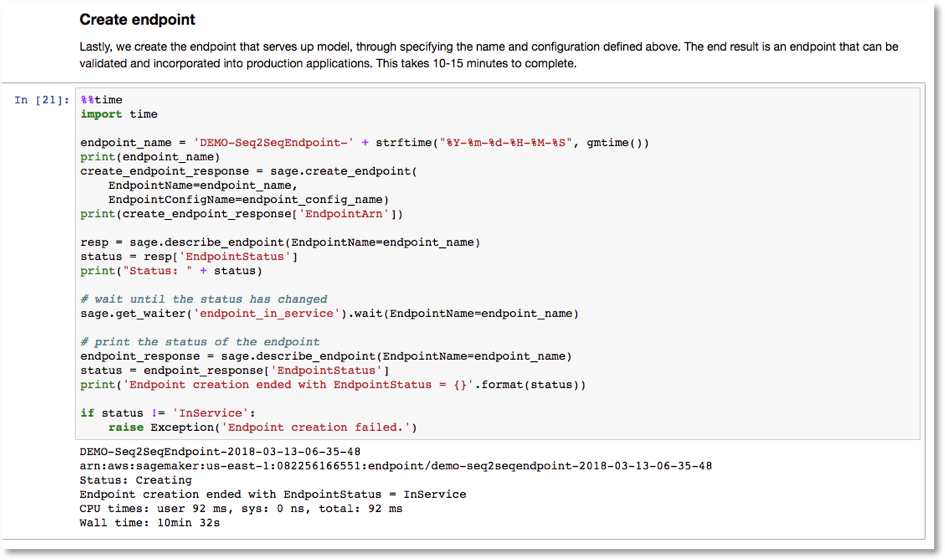 Create endpoint
Lastly, we create the endpoint that serves up model, through specifying the name and configuration defined above. The end result is an endpoint that can be
validated and incorporated into production applications. This takes 10-15 minutes to complete.
In [21]: %%time
import time
endpoint_name = 'DEMO-Seq2SeqEndpoint-' + strftime("%Y-%m-%d-%H-%M-%S", gmtime())
print(endpoint_name)
create_endpoint_response = sage.create_endpoint(
    EndpointName=endpoint_name,
    EndpointConfigName=endpoint_config_name)
print(create_endpoint_response['EndpointArn'])
resp = sage.describe_endpoint(EndpointName=endpoint_name)
status = resp['EndpointStatus']
print("Status: " + status)
# wait until the status has changed
sage.get_waiter('endpoint_in_service').wait(EndpointName=endpoint_name)
# print the status of the endpoint
endpoint_response = sage.describe_endpoint(EndpointName=endpoint_name)
status = endpoint_response['EndpointStatus']
print('Endpoint creation ended with EndpointStatus = {}'.format(status))
if status != 'InService':
    raise Exception('Endpoint creation failed.')
DEMO-Seq2SeqEndpoint-2018-03-13-06-35-48
arn:aws:sagemaker:us-east-1:082256166551:endpoint/demo-seq2seqendpoint-2018-03-13-06-35-48
Status: Creating
Endpoint creation ended with EndpointStatus = InService
CPU times: user 92 ms, sys: 0 ns, total: 92 ms
Wall time: 10min 32s